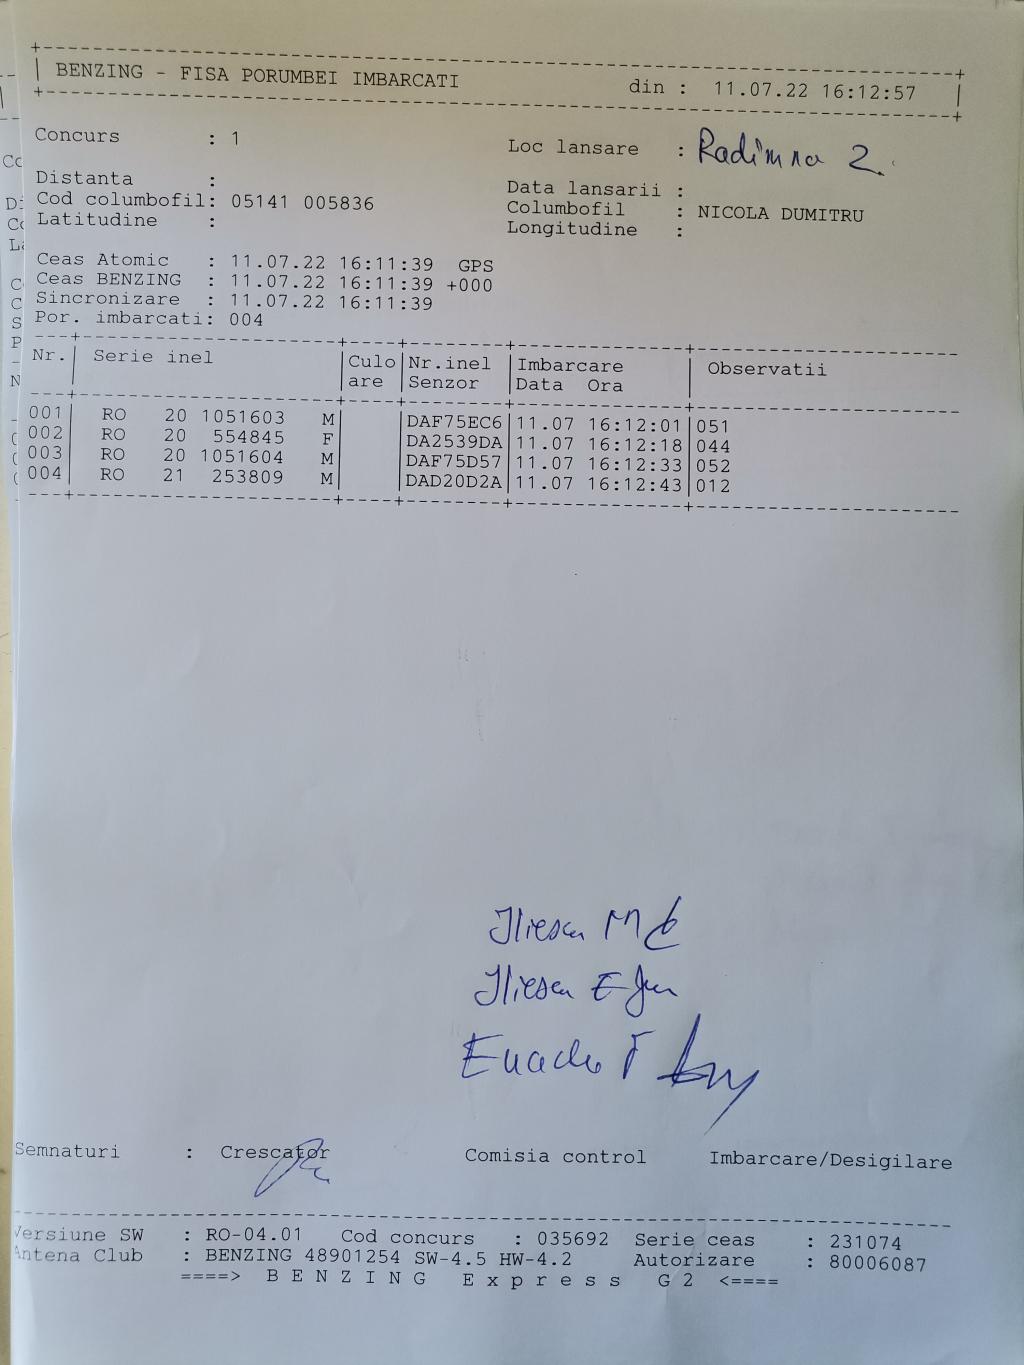 BENZING - FISA PORUMBEI IMBARCATI din : 11.07.22 16:12:57
Concurs : 1 Loc lansare : Radimna 2.
Distanta : Data lansarii :
Cod columbofil: 05141 005836 Columbofil : NICOLA DUMITRU
Latitudine : Longitudine :
Ceas Atomic : 11.07.22 16:11:39 GPS
Ceas BENZING : 11.07.22 16:11:39 +000
Sincronizare : 11.07.22 16:11:39
Por. imbarcati: 004
Nr. Serie inel Culo Nr.inel Imbarcare Observatii
are Senzor Data Ora
001 RO 20 1051603 M DAF75EC6 11.07 16:12:01 051
002 RO 20 554845 F DA2539DA 11.07 16:12:18 044
003 RO 20 1051604 M DAF75D57 11.07 16:12:33 052
004 RO 21 253809 M DAD20D2A 11.07 16:12:43 012
Iliescu M
Iliescu E
Semnaturi : Crescator Comisia control Imbarcare/Desigilare
Versiune SW : RO-04.01 Cod concurs : 035692 Serie ceas : 231074
Antena Club : BENZING 48901254 SW-4.5 HW-4.2 Autorizare : 80006087
====> B E N Z I N G E x p r e s s G 2 <====